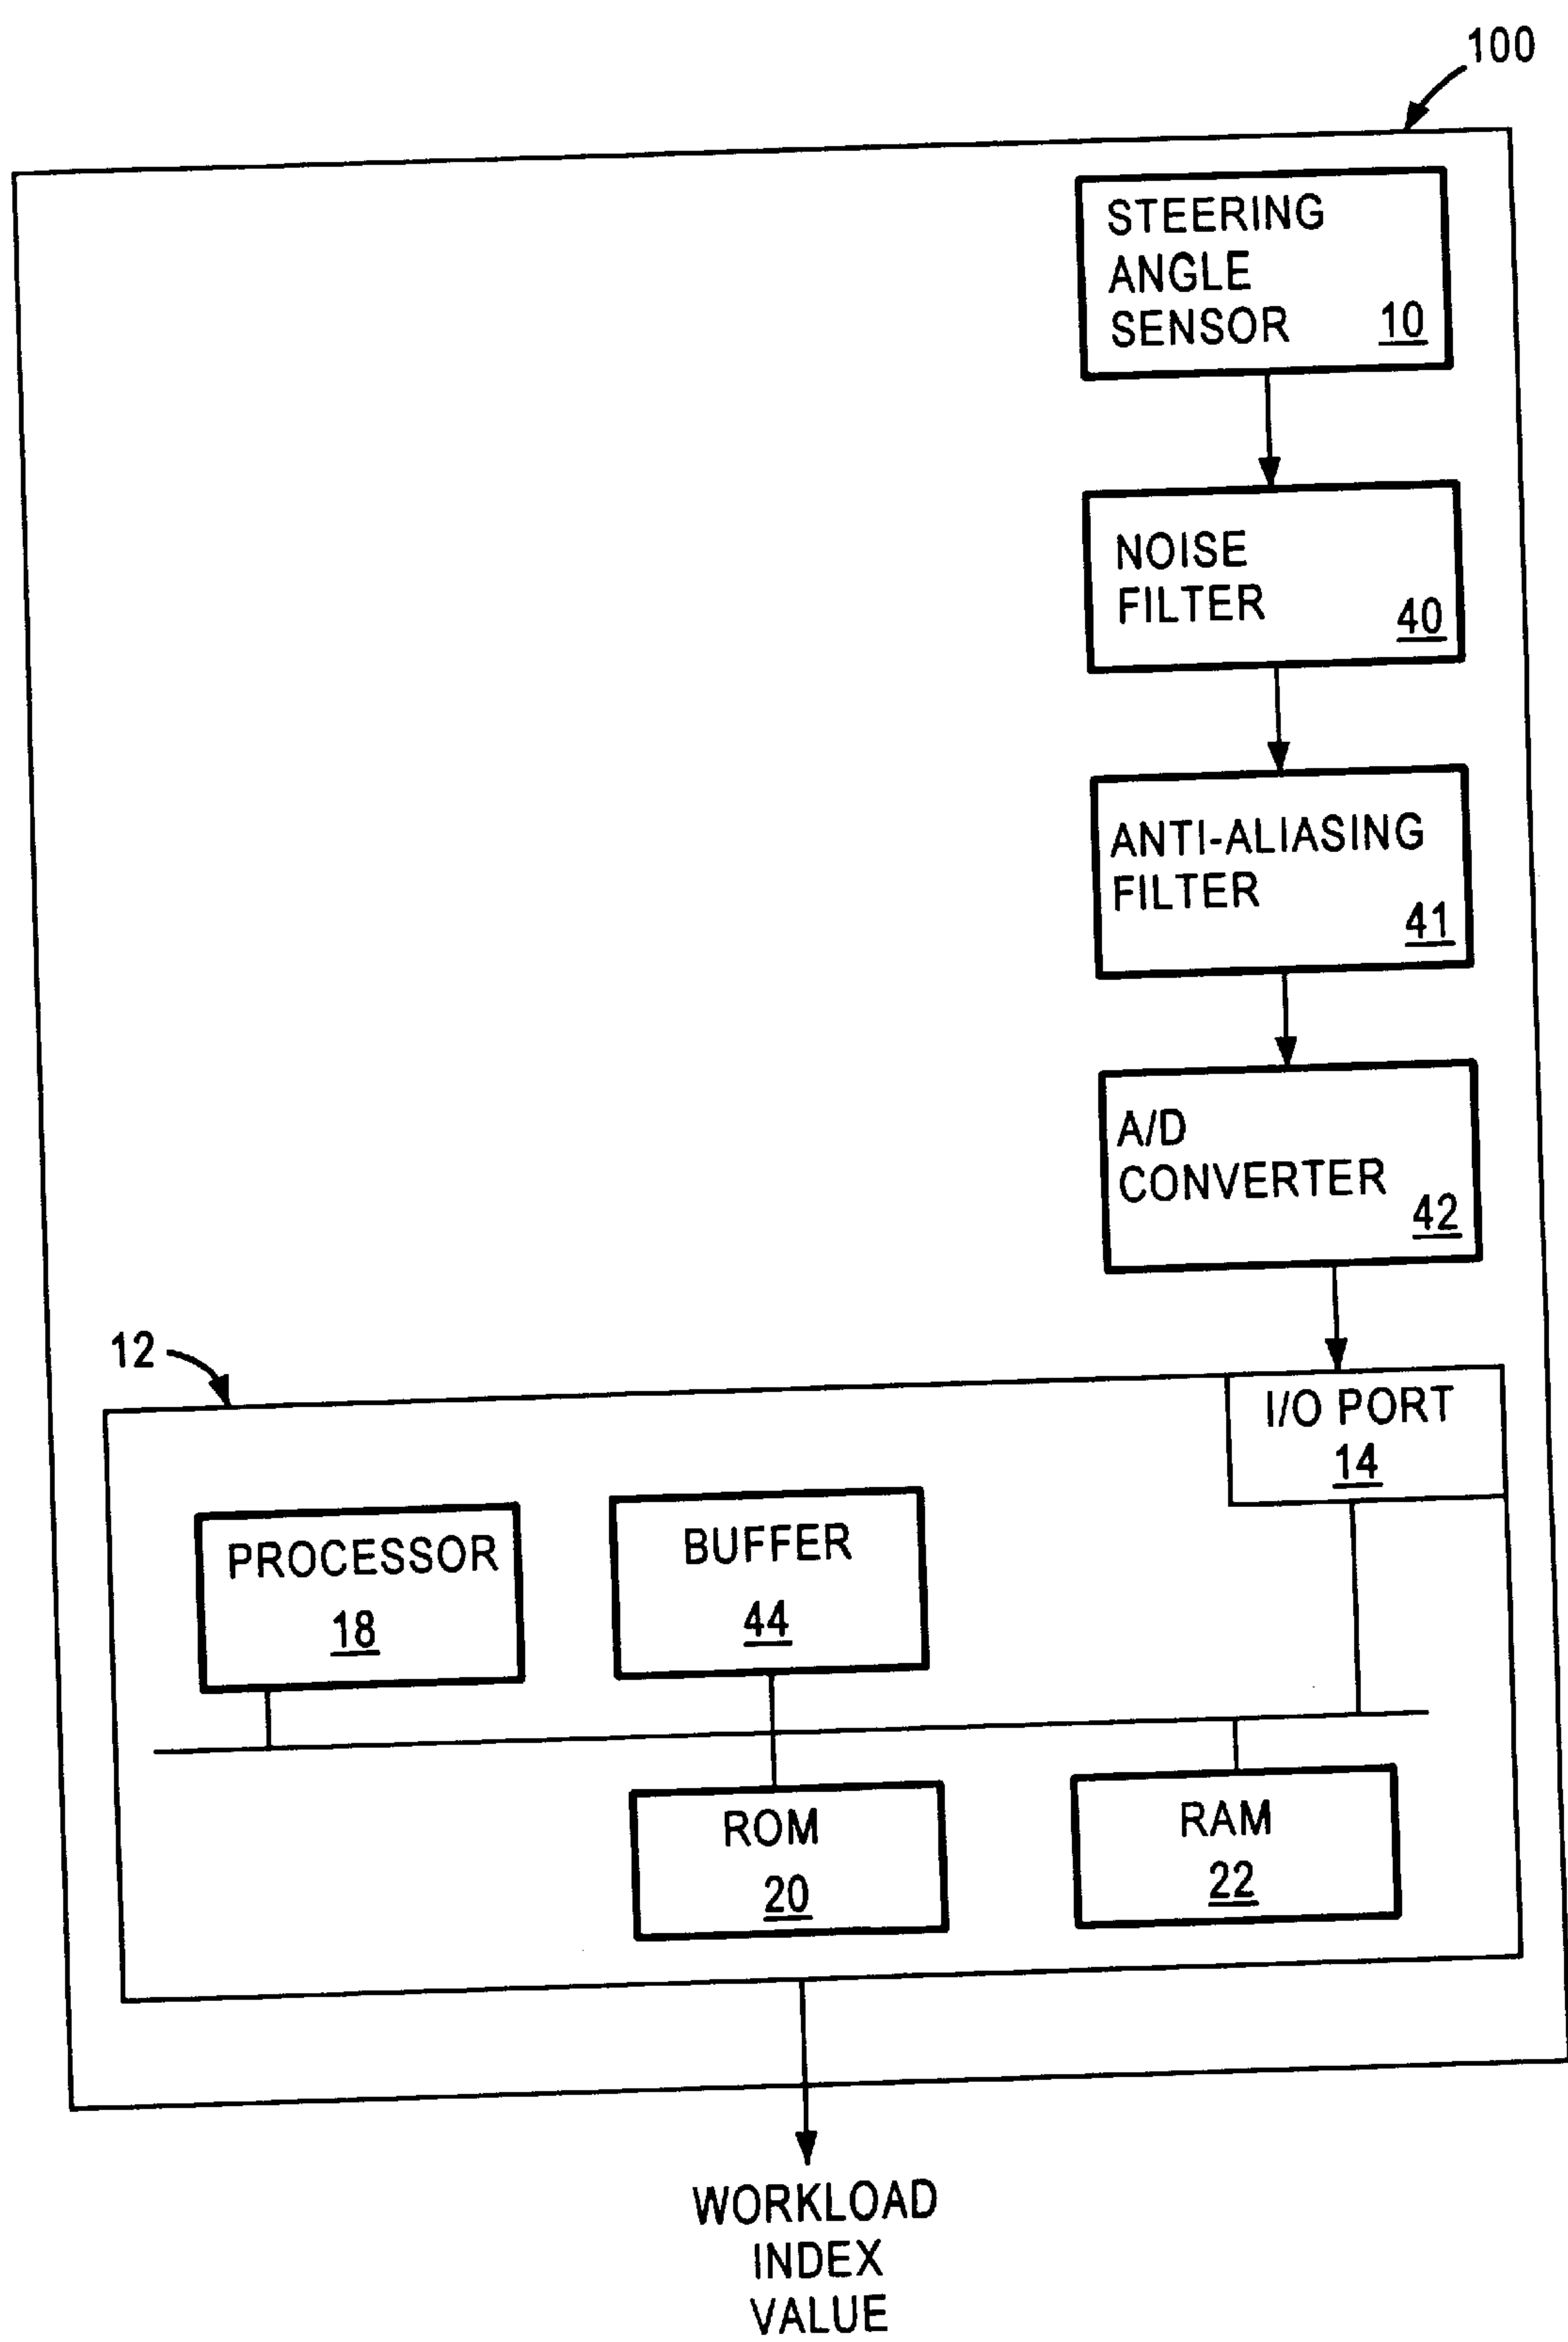 100
STEERING
ANGLE
SENSOR 10
NOISE
FILTER
40
ANTI-ALIASING
FILTER
41
A/D
CONVERTER
42
12
I/O PORT
14
PROCESSOR
18
BUFFER
44
ROM
20
RAM
22
WORKLOAD
INDEX
VALUE